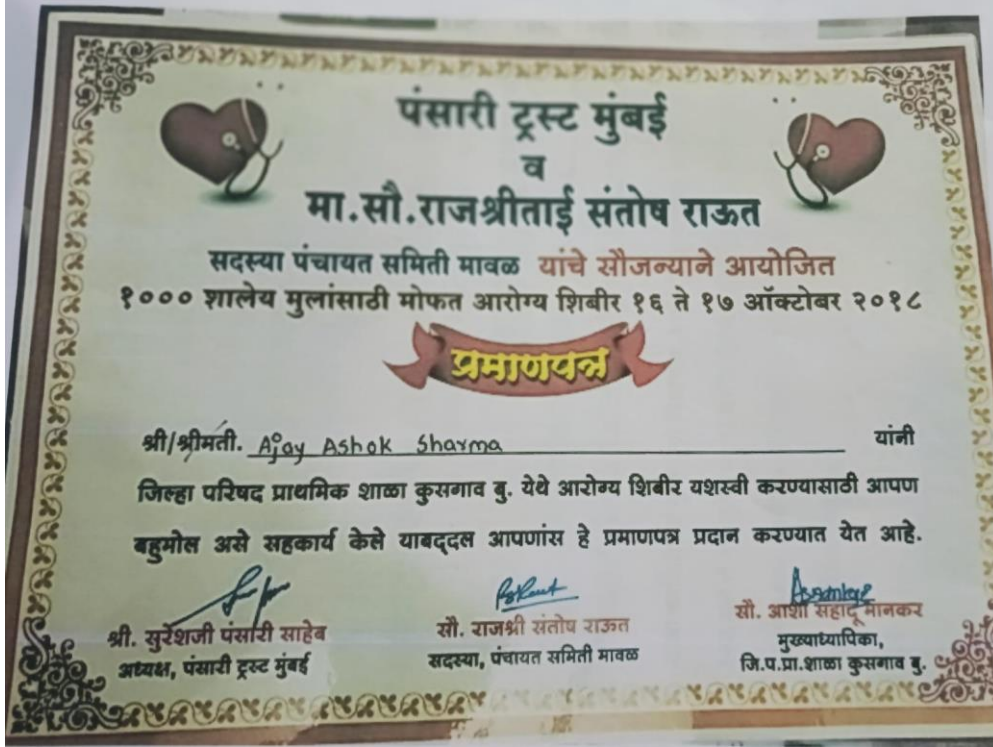 पंसारी ट्रस्ट मुंबई
व
मा.सौ.राजश्रीताई संतोष राऊत
सदस्या पंचायत समिती मावळ यांचे सौजन्याने आयोजित
१००० शालेय मुलांसाठी मोफत आरोग्य शिबीर १६ ते १७ ऑक्टोबर २०१८
प्रमाणपत्र
श्री/श्रीमती. Ajay Ashok Sharma यांनी
जिल्हा परिषद प्राथमिक शाळा कुसगाव बु. येथे आरोग्य शिबीर यशस्वी करण्यासाठी आपण
बहुमोल असे सहकार्य केले याबद्दल आपणांस हे प्रमाणपत्र प्रदान करण्यात येत आहे.
श्री. सुरेशजी पंसारी साहेब
अध्यक्ष, पंसारी ट्रस्ट मुंबई
सौ. राजश्री संतोष राऊत
सदस्या, पंचायत समिती मावळ
सौ. आशा सहादू मानकर
मुख्याध्यापिका,
जि.प.प्रा.शाळा कुसगाव बु.